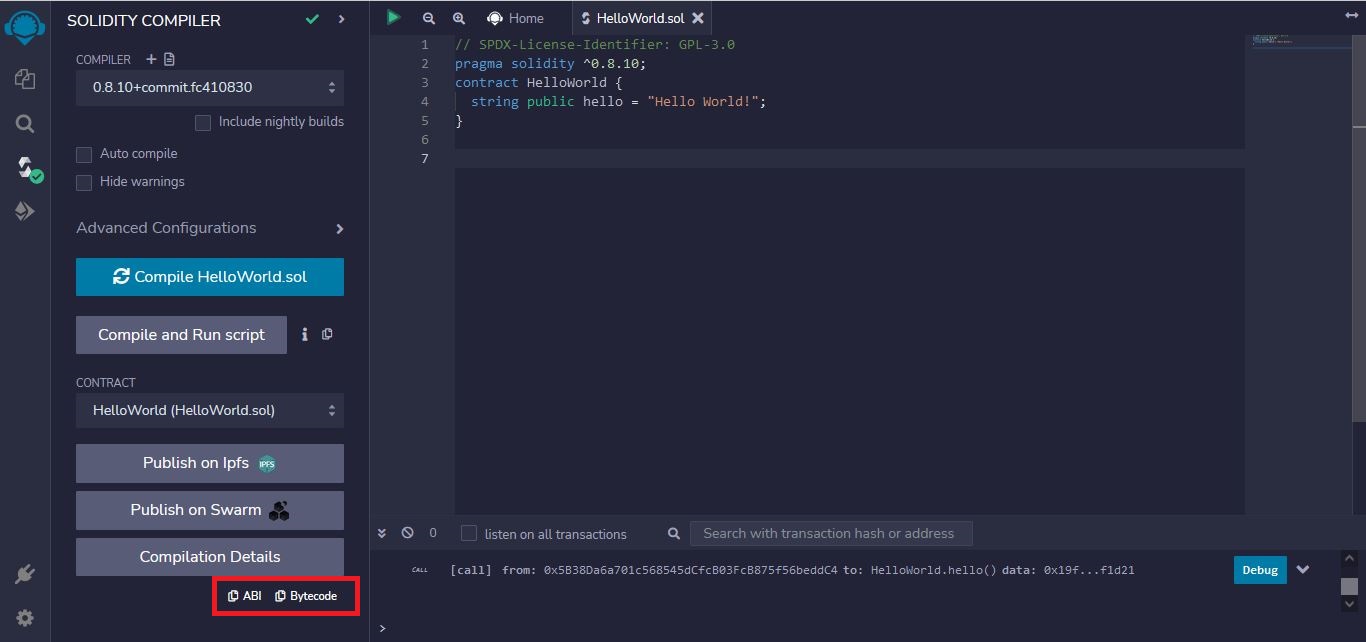 SOLIDITY COMPILER
COMPILER
0.8.10+commit.fc410830
Include nightly builds
Auto compile
Hide warnings
Advanced Configurations
Compile HelloWorld.sol
Compile and Run script
CONTRACT
HelloWorld (HelloWorld.sol)
Publish on Ipfs IPFS
Publish on Swarm
Compilation Details
ABI Bytecode
Home HelloWorld.sol
1 // SPDX-License-Identifier: GPL-3.0
2 pragma solidity ^0.8.10;
3 contract HelloWorld {
4 string public hello = "Hello World!";
5 }
6
7
0 listen on all transactions Search with transaction hash or address
CALL [call] from: 0x5B38Da6a701c568545dCfcB03FcB875f56beddC4 to: HelloWorld.hello() data: 0x19f...f1d21 Debug
>